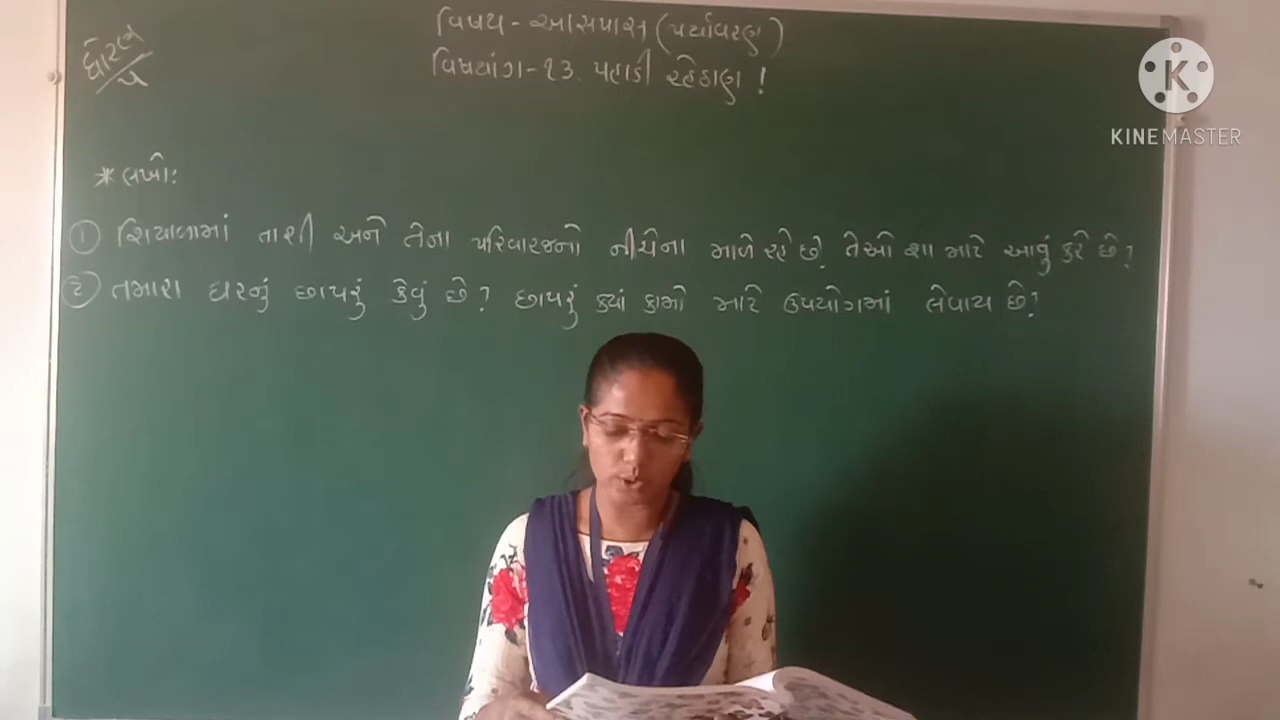 ધોરણ
૫
વિષય - આસપાસ (પર્યાવરણ)
વિષયાંગ - ૧૩. પહાડી રહેઠાણ !
* લખો:
① શિયાળામાં તાશી અને તેના પરિવારજનો નીચેના માળે રહે છે. તેઓ શા માટે આવું કરે છે?
② તમારા ઘરનું છાપરું કેવું છે? છાપરું ક્યાં કામો માટે ઉપયોગમાં લેવાય છે?
K
KINEMASTER